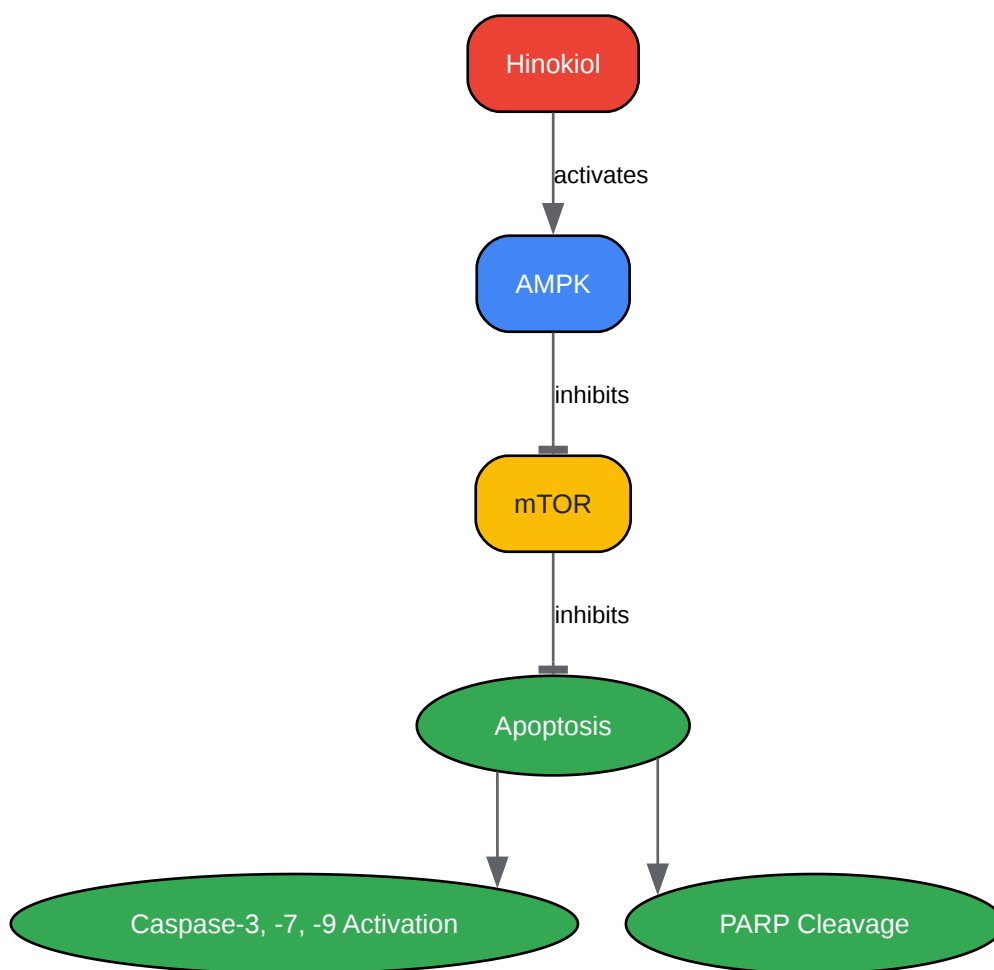 Hinokiol
activates
AMPK
inhibits
mTOR
inhibits
Apoptosis
Caspase-3, -7, -9 Activation
PARP Cleavage